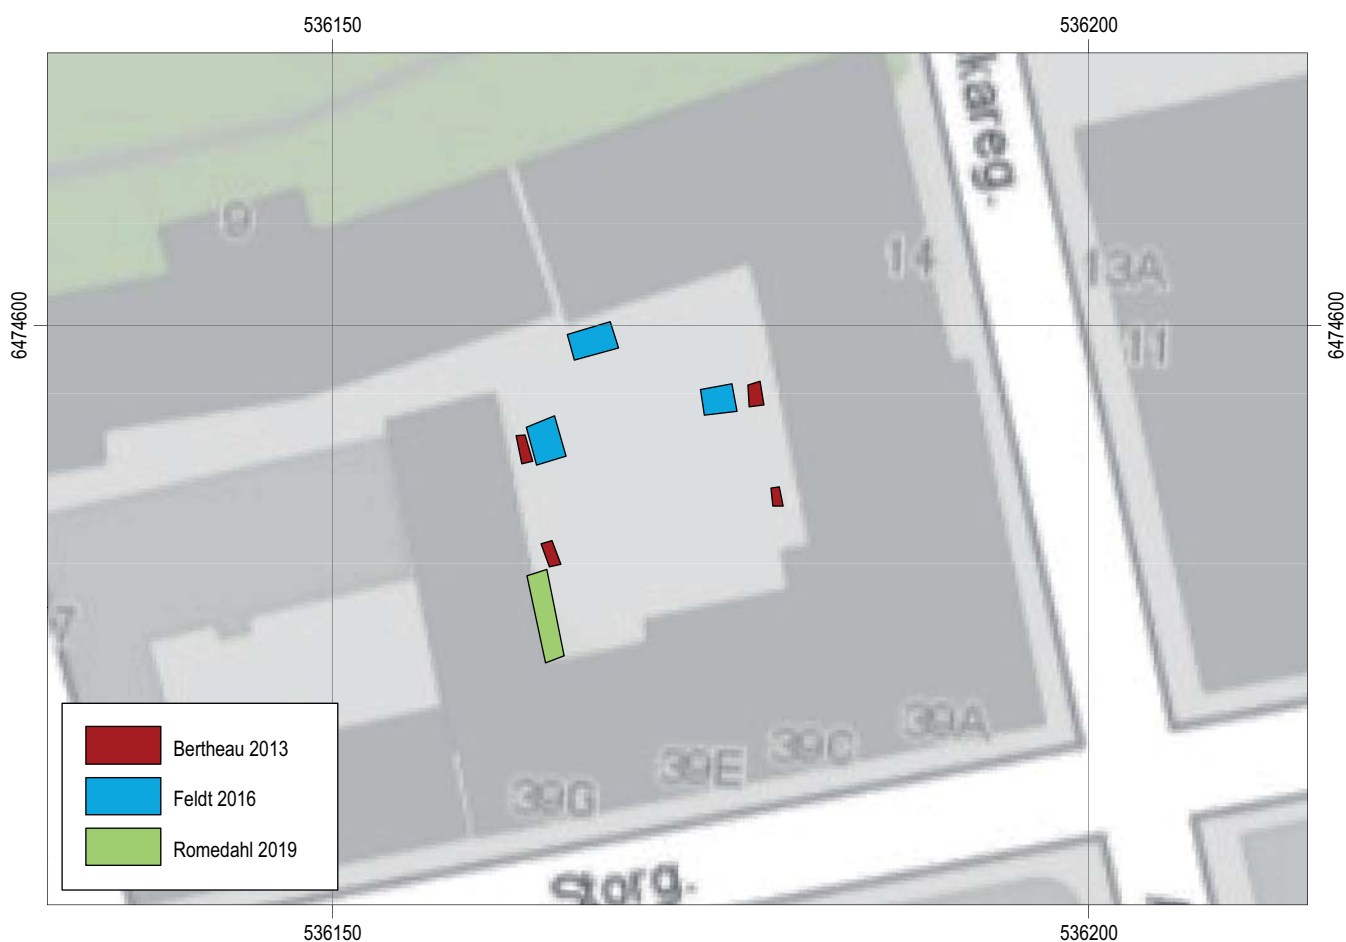 536150
536200
kareg.
9
14
13A
6474600
6474600
11
7
39A
39C
39E
39G
Storg.
Bertheau 2013
Feldt 2016
Romedahl 2019
536150
536200